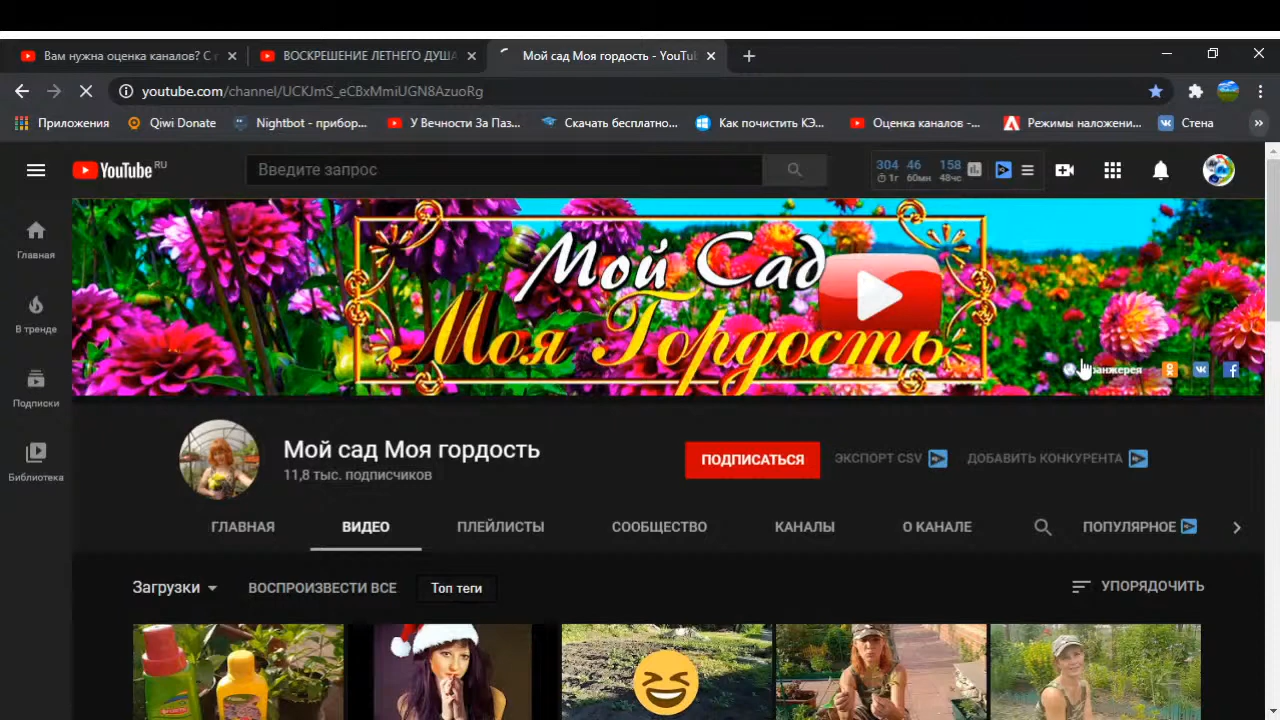 Вам нужна оценка каналов? С г
ВОСКРЕШЕНИЕ ЛЕТНЕГО ДУША
Мой сад Моя гордость - YouTu
youtube.com/channel/UCKJmS_eCBxMmiUGN8AzuoRg
Приложения
Qiwi Donate
Nightbot - прибор...
У Вечности За Паз...
Скачать бесплатно...
Как почистить КЭ...
Оценка каналов -...
Режимы наложени...
Стена
YouTube RU
Введите запрос
304 46 158
1г 60мн 48чс
Главная
В тренде
Подписки
Библиотека
Мой Сад
Моя Гордость
Мой сад Моя гордость
11,8 тыс. подписчиков
ПОДПИСАТЬСЯ
ЭКСПОРТ CSV
ДОБАВИТЬ КОНКУРЕНТА
ГЛАВНАЯ
ВИДЕО
ПЛЕЙЛИСТЫ
СООБЩЕСТВО
КАНАЛЫ
О КАНАЛЕ
ПОПУЛЯРНОЕ
Загрузки
ВОСПРОИЗВЕСТИ ВСЕ
Топ теги
УПОРЯДОЧИТЬ